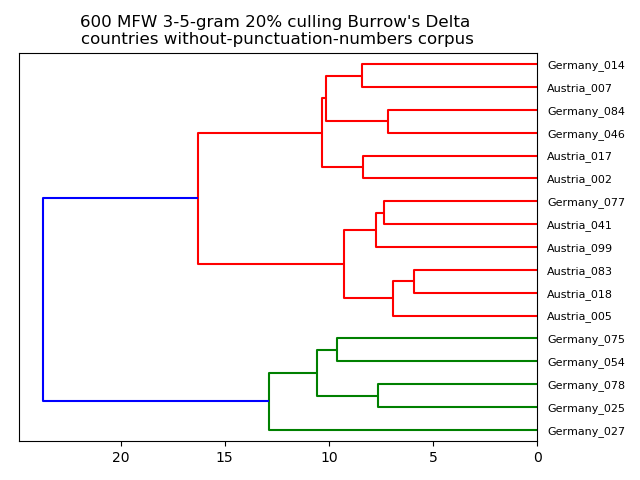 600 MFW 3-5-gram 20% culling Burrow's Delta
countries without-punctuation-numbers corpus
Germany_014
Austria_007
Germany_084
Germany_046
Austria_017
Austria_002
Germany_077
Austria_041
Austria_099
Austria_083
Austria_018
Austria_005
Germany_075
Germany_054
Germany_078
Germany_025
Germany_027
20 15 10 5 0